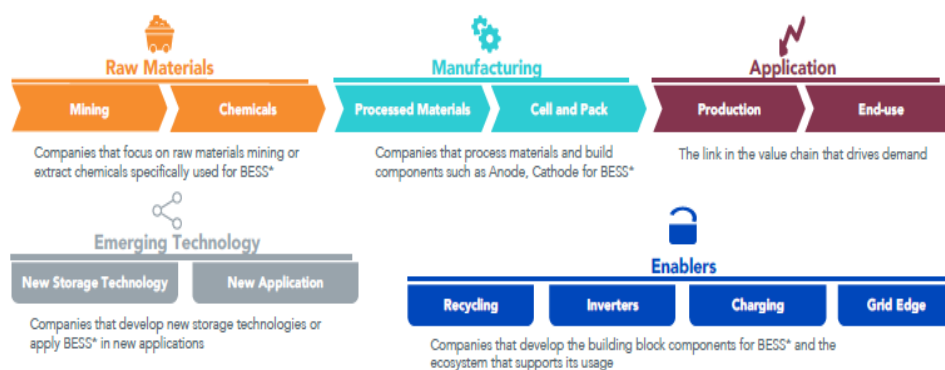 Raw Materials
Mining
Chemicals
Companies that focus on raw materials mining or
extract chemicals specifically used for BESS*
Manufacturing
Processed Materials
Cell and Pack
Companies that process materials and build
components such as Anode, Cathode for BESS*
Application
Production
End-use
The link in the value chain that drives demand
Emerging Technology
New Storage Technology
New Application
Companies that develop new storage technologies or
apply BESS* in new applications
Enablers
Recycling
Inverters
Charging
Grid Edge
Companies that develop the building block components for BESS* and the
ecosystem that supports its usage